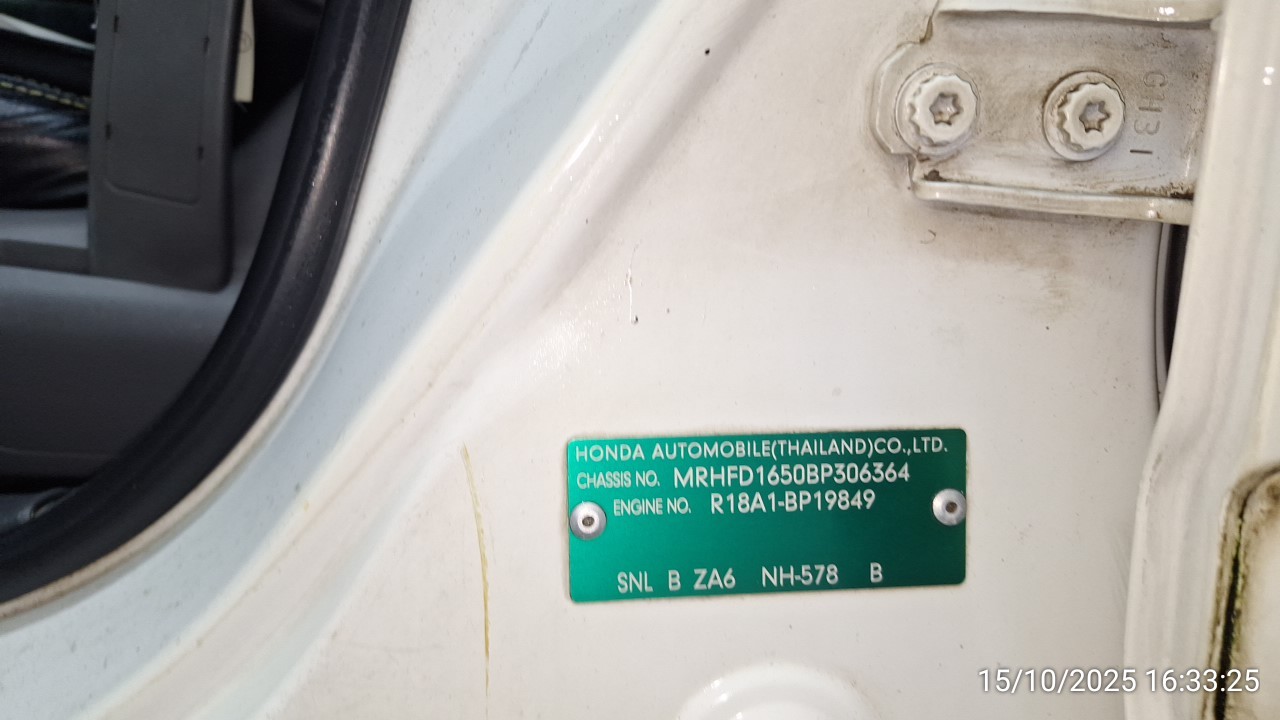 CH31
HONDA AUTOMOBILE(THAILAND)CO.,LTD.
CHASSIS NO. MRHFD1650BP306364
ENGINE NO. R18A1-BP19849
SNL B ZA6 NH-578 B
15/10/2025 16:33:25